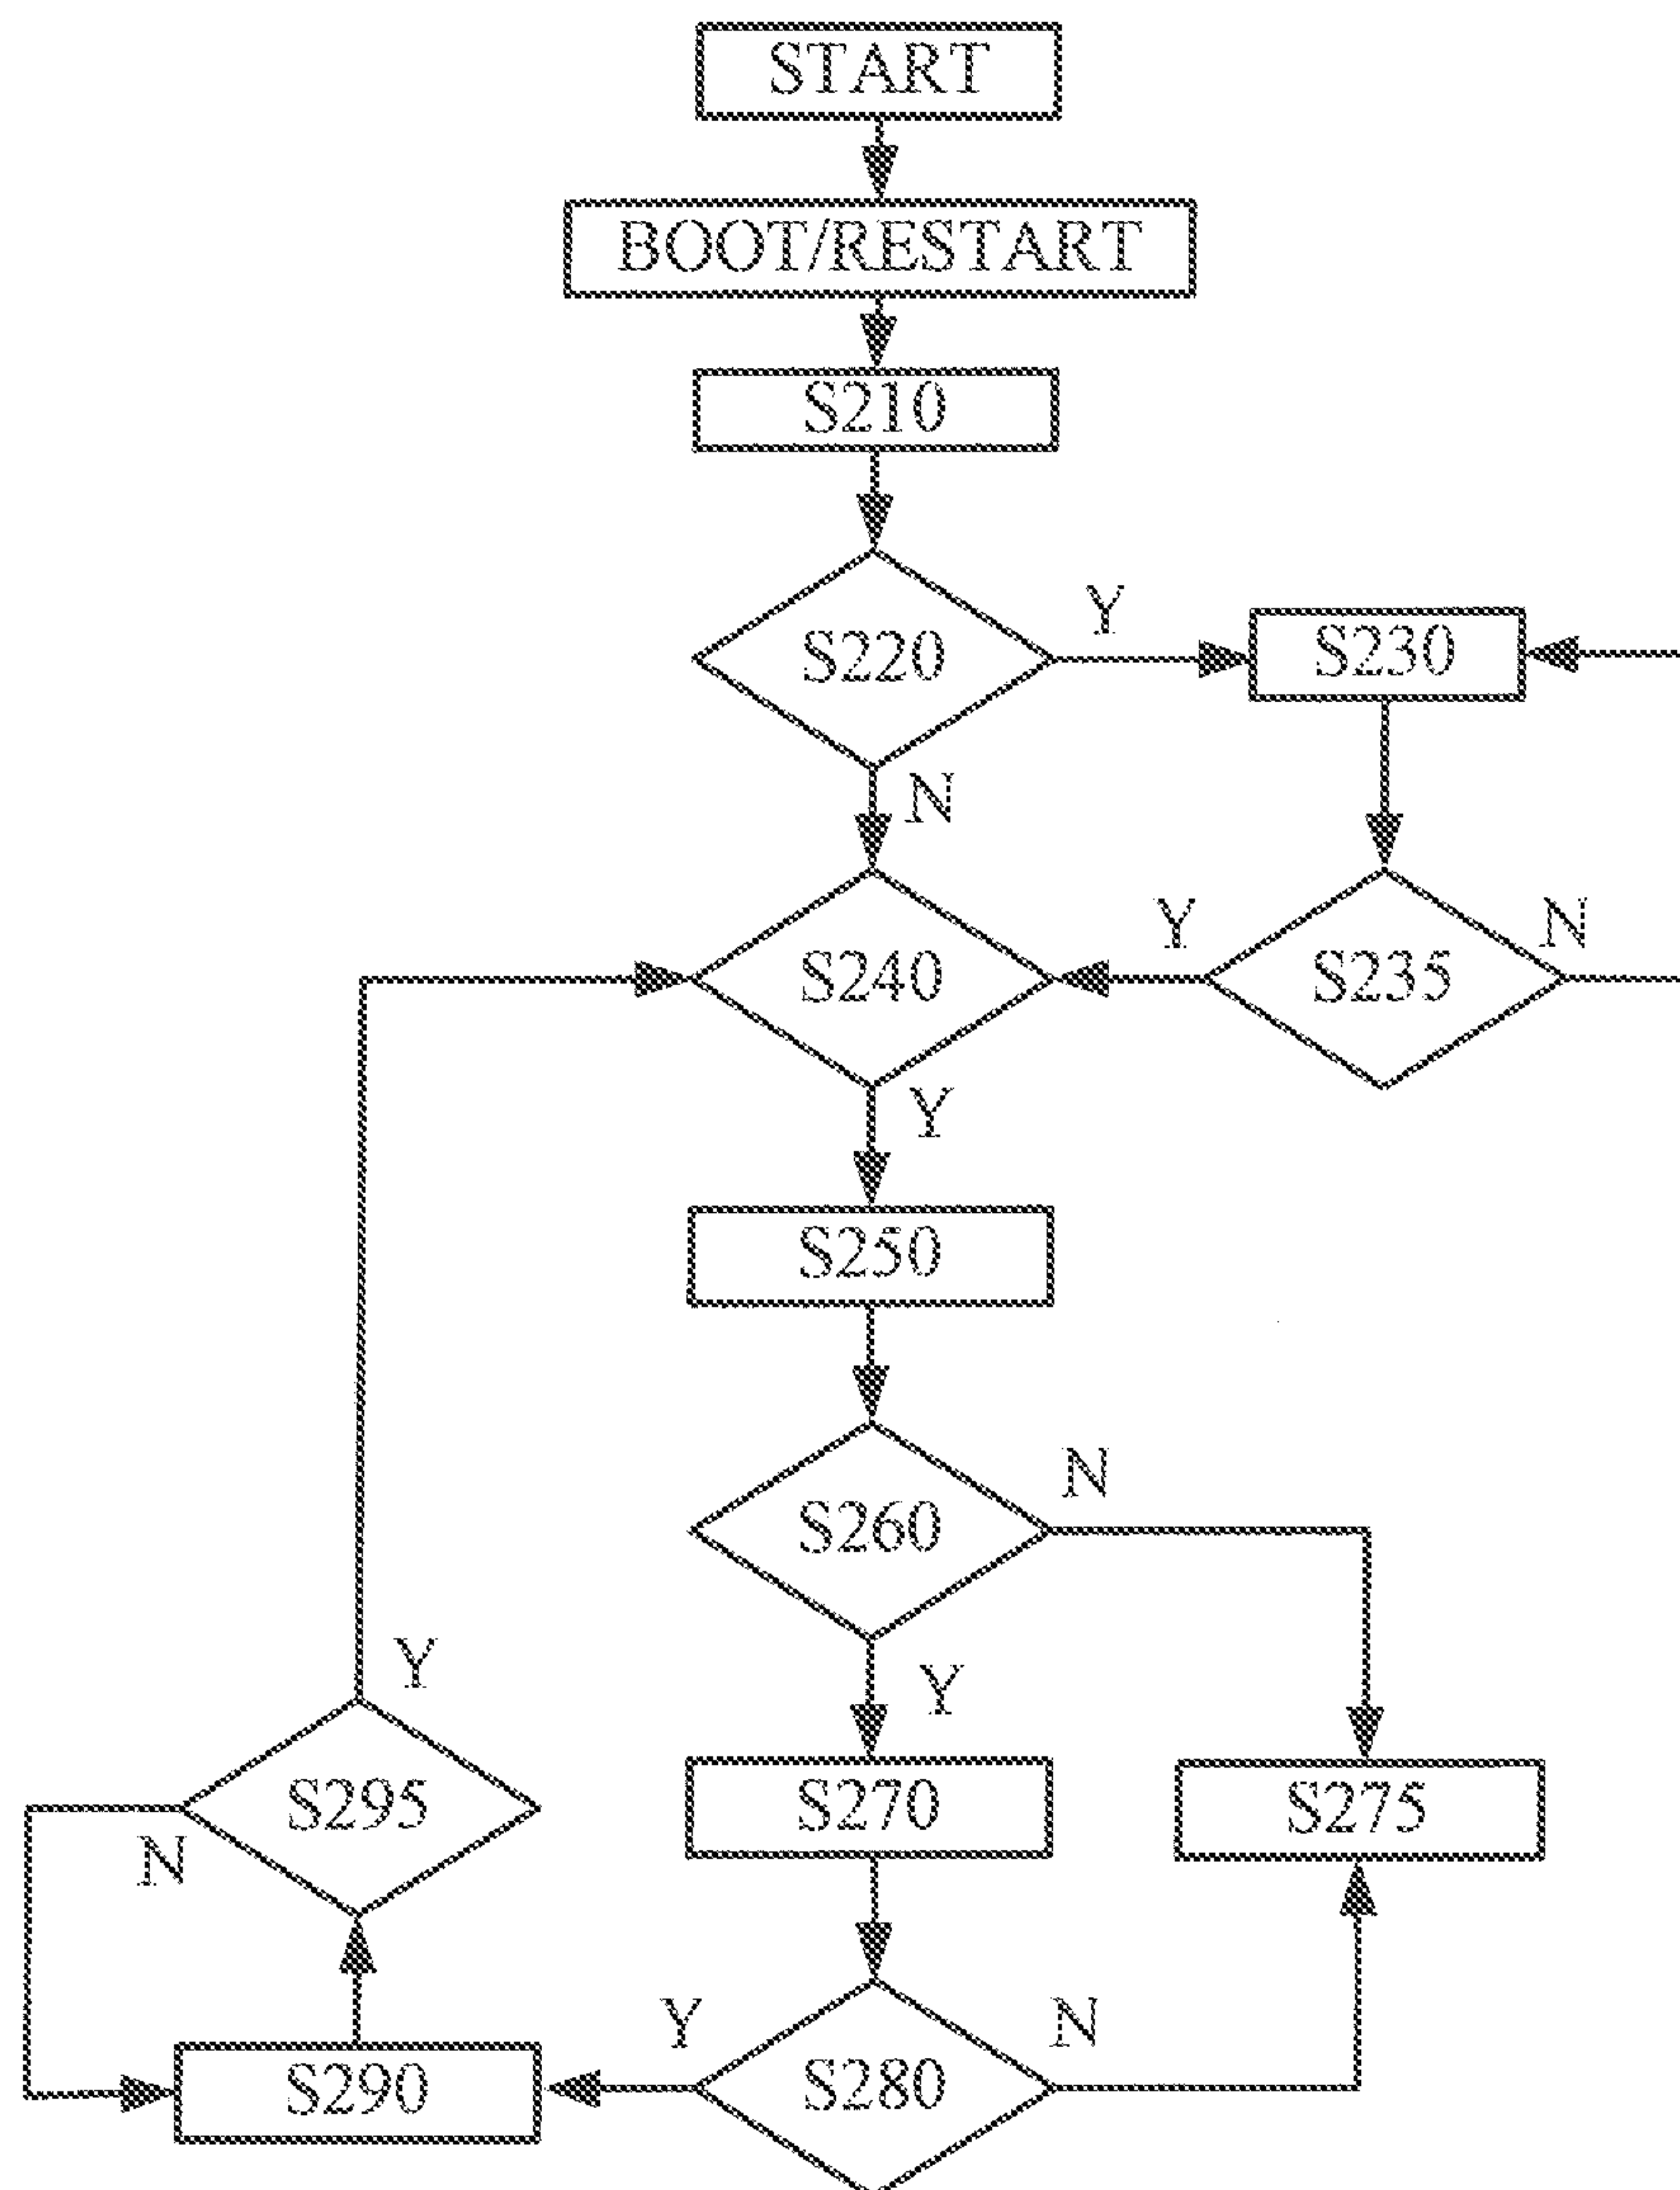 START
BOOT/RESTART
S210
Y
S220
S230
N
Y
N
S240
S235
Y
S250
N
S260
Y
Y
S270
S275
S295
N
Y
N
S290
S280